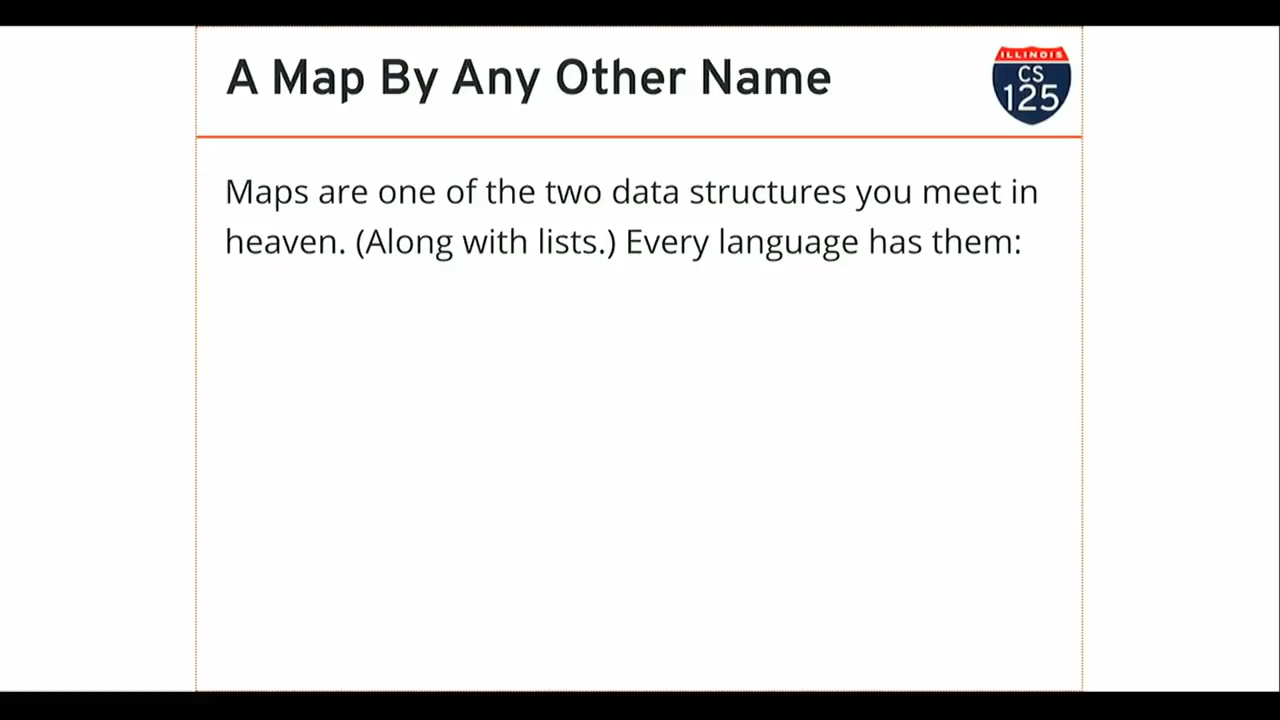 A Map By Any Other Name
ILLINOIS
CS
125
Maps are one of the two data structures you meet in
heaven. (Along with lists.) Every language has them: